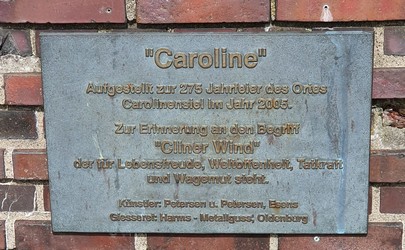 "Caroline"
Aufgestellt zur 275 Jahrfeier des Ortes
Carolinensiel im Jahr 2005.
Zur Erinnerung an den Begriff
"Cliner Wind"
der für Lebensfreude, Weltoffenheit, Tatkraft
und Wagemut steht.
Künstler: Petersen u. Petersen, Esens
Giesserei: Harms - Metallguss, Oldenburg